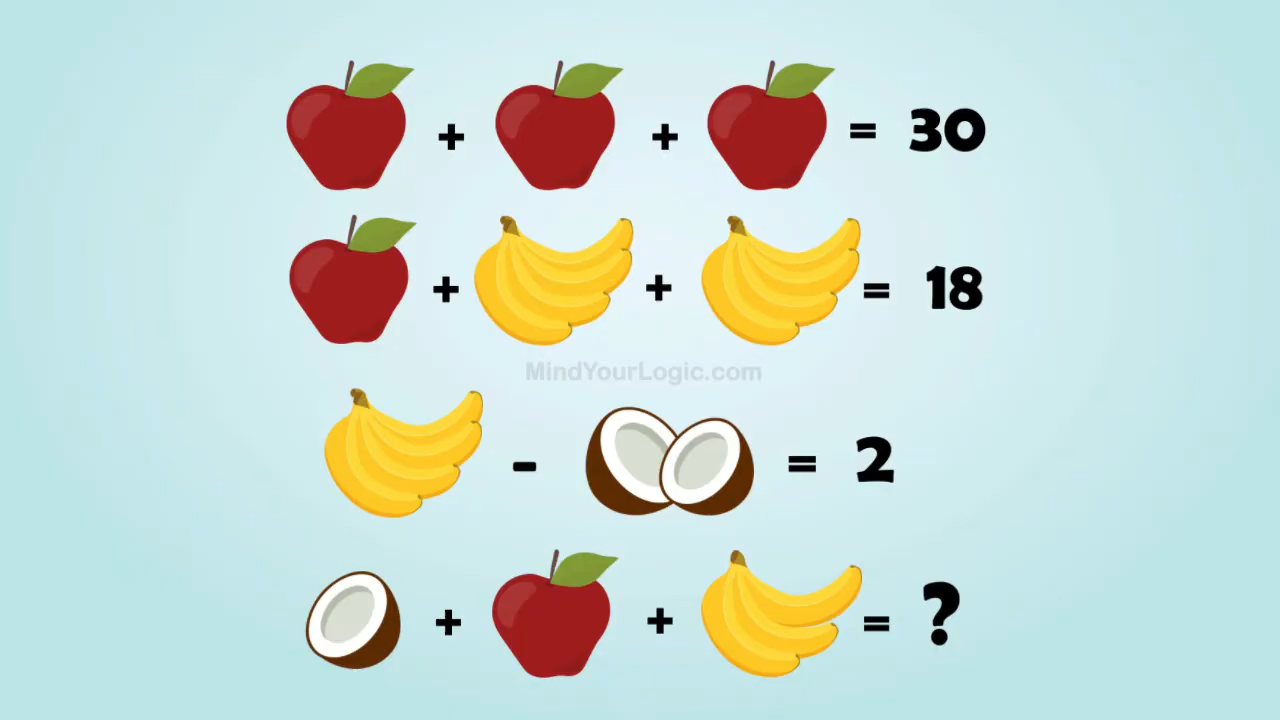 + + = 30
+ + = 18
MindYourLogic.com
- = 2
+ + = ?